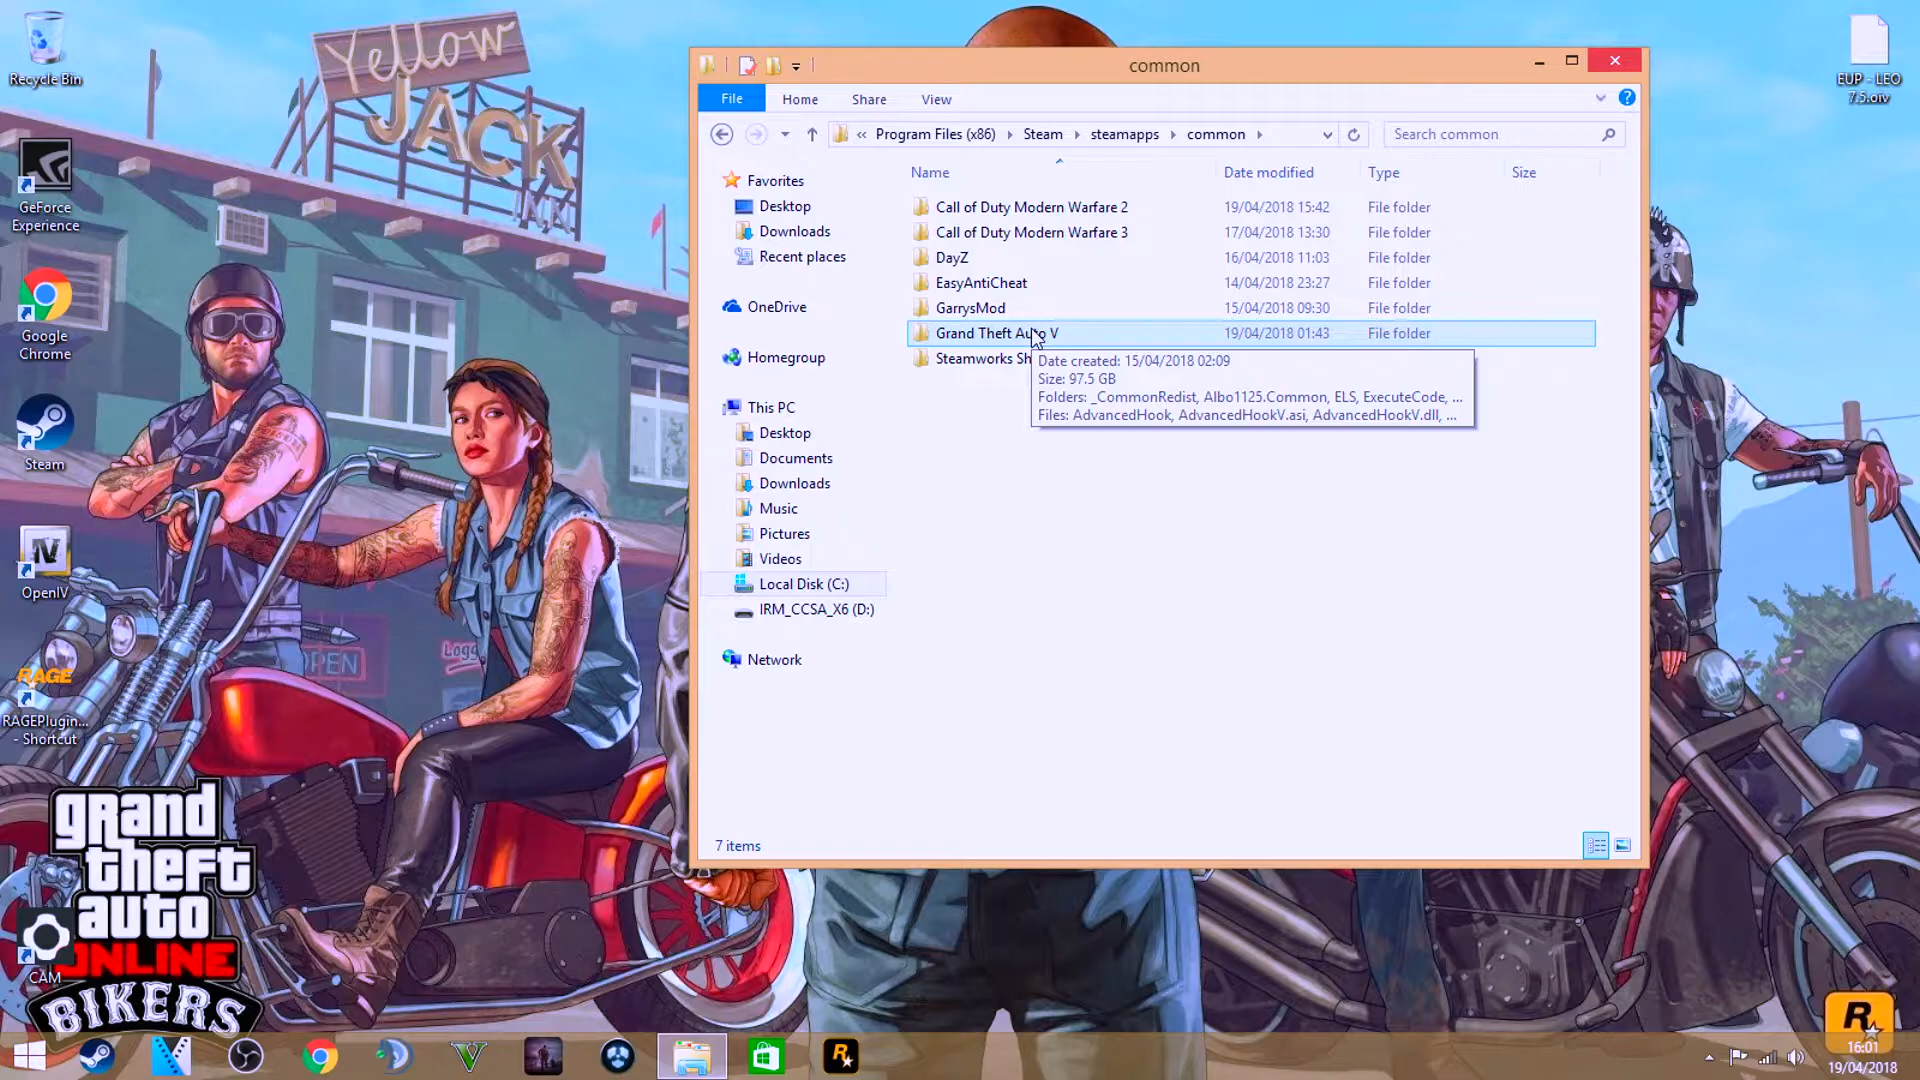 Yellow
JACK
Recycle Bin
GeForce
Experience
Google
Chrome
Steam
OpenIV
RAGE
RAGEPlugin...
- Shortcut
OPEN
grand
theft
auto
ONLINE
BIKERS
CAM
EUP - LEO
7.5.oiv
common
File
Home
Share
View
« Program Files (x86) Steam steamapps common
Search common
Favorites
Desktop
Downloads
Recent places
OneDrive
Homegroup
This PC
Desktop
Documents
Downloads
Music
Pictures
Videos
Local Disk (C:)
IRM_CCSA_X6 (D:)
Network
Name Date modified Type Size
Call of Duty Modern Warfare 2 19/04/2018 15:42 File folder
Call of Duty Modern Warfare 3 17/04/2018 13:30 File folder
DayZ 16/04/2018 11:03 File folder
EasyAntiCheat 14/04/2018 23:27 File folder
GarrysMod 15/04/2018 09:30 File folder
Grand Theft Auto V 19/04/2018 01:43 File folder
Steamworks Sh
Date created: 15/04/2018 02:09
Size: 97.5 GB
Folders: _CommonRedist, Albo1125.Common, ELS, ExecuteCode, ...
Files: AdvancedHook, AdvancedHookV.asi, AdvancedHookV.dll, ...
7 items
R
16:01
19/04/2018